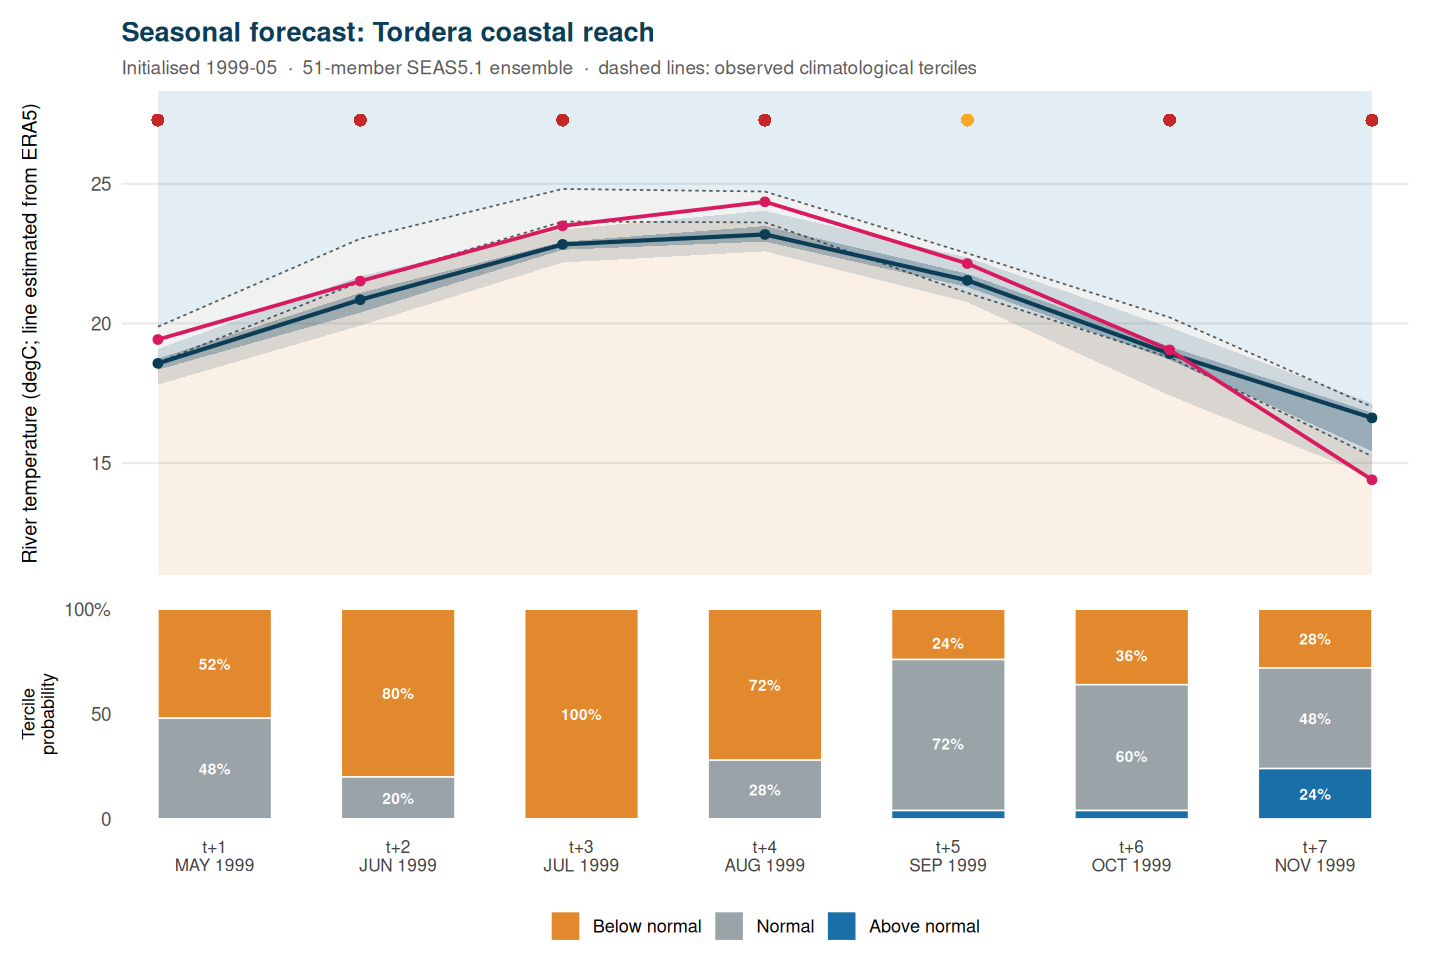 Seasonal forecast: Tordera coastal reach
Initialised 1999-05 · 51-member SEAS5.1 ensemble · dashed lines: observed climatological terciles
River temperature (degC; line estimated from ERA5)
25
20
15
Tercile
probability
100%
50
0
52%
48%
80%
20%
100%
72%
28%
24%
72%
36%
60%
28%
48%
24%
t+1
MAY 1999
t+2
JUN 1999
t+3
JUL 1999
t+4
AUG 1999
t+5
SEP 1999
t+6
OCT 1999
t+7
NOV 1999
Below normal
Normal
Above normal